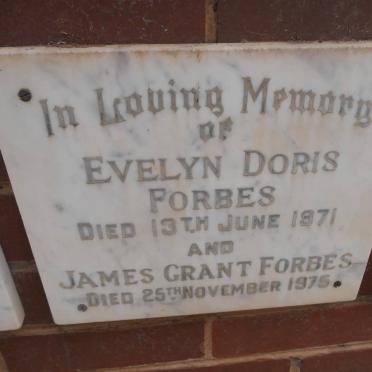 In Loving Memory
of
EVELYN DORIS
FORBES
DIED 13TH JUNE 1971
AND
JAMES GRANT FORBES
DIED 25TH NOVEMBER 1975